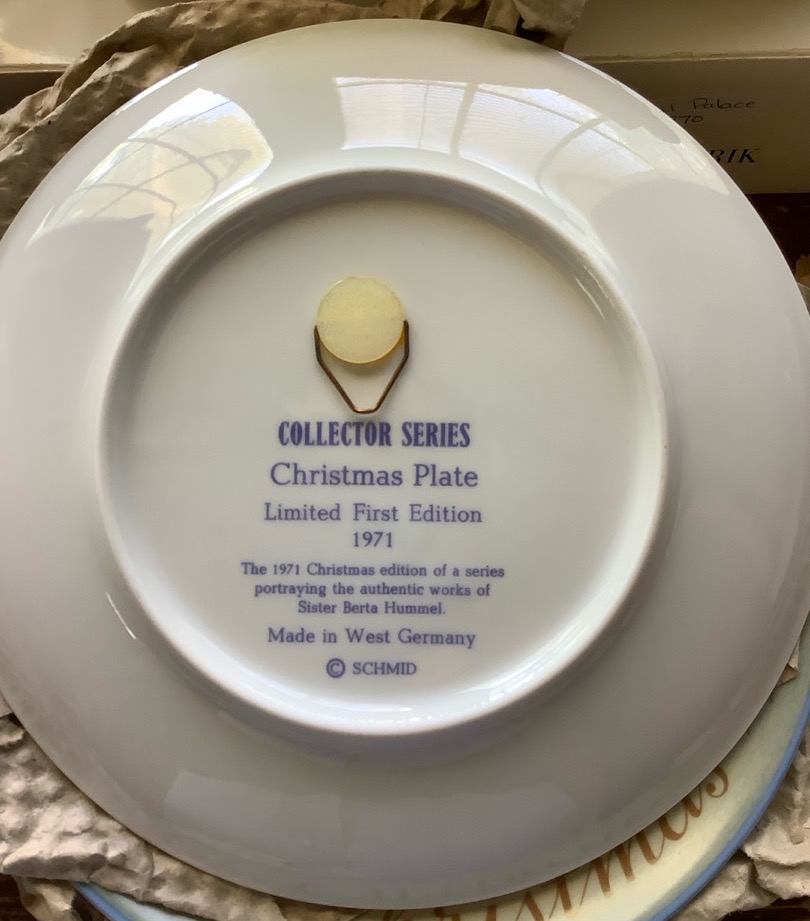 Palace
COLLECTOR SERIES
Christmas Plate
Limited First Edition
1971
The 1971 Christmas edition of a series
portraying the authentic works of
Sister Berta Hummel.
Made in West Germany
© SCHMID